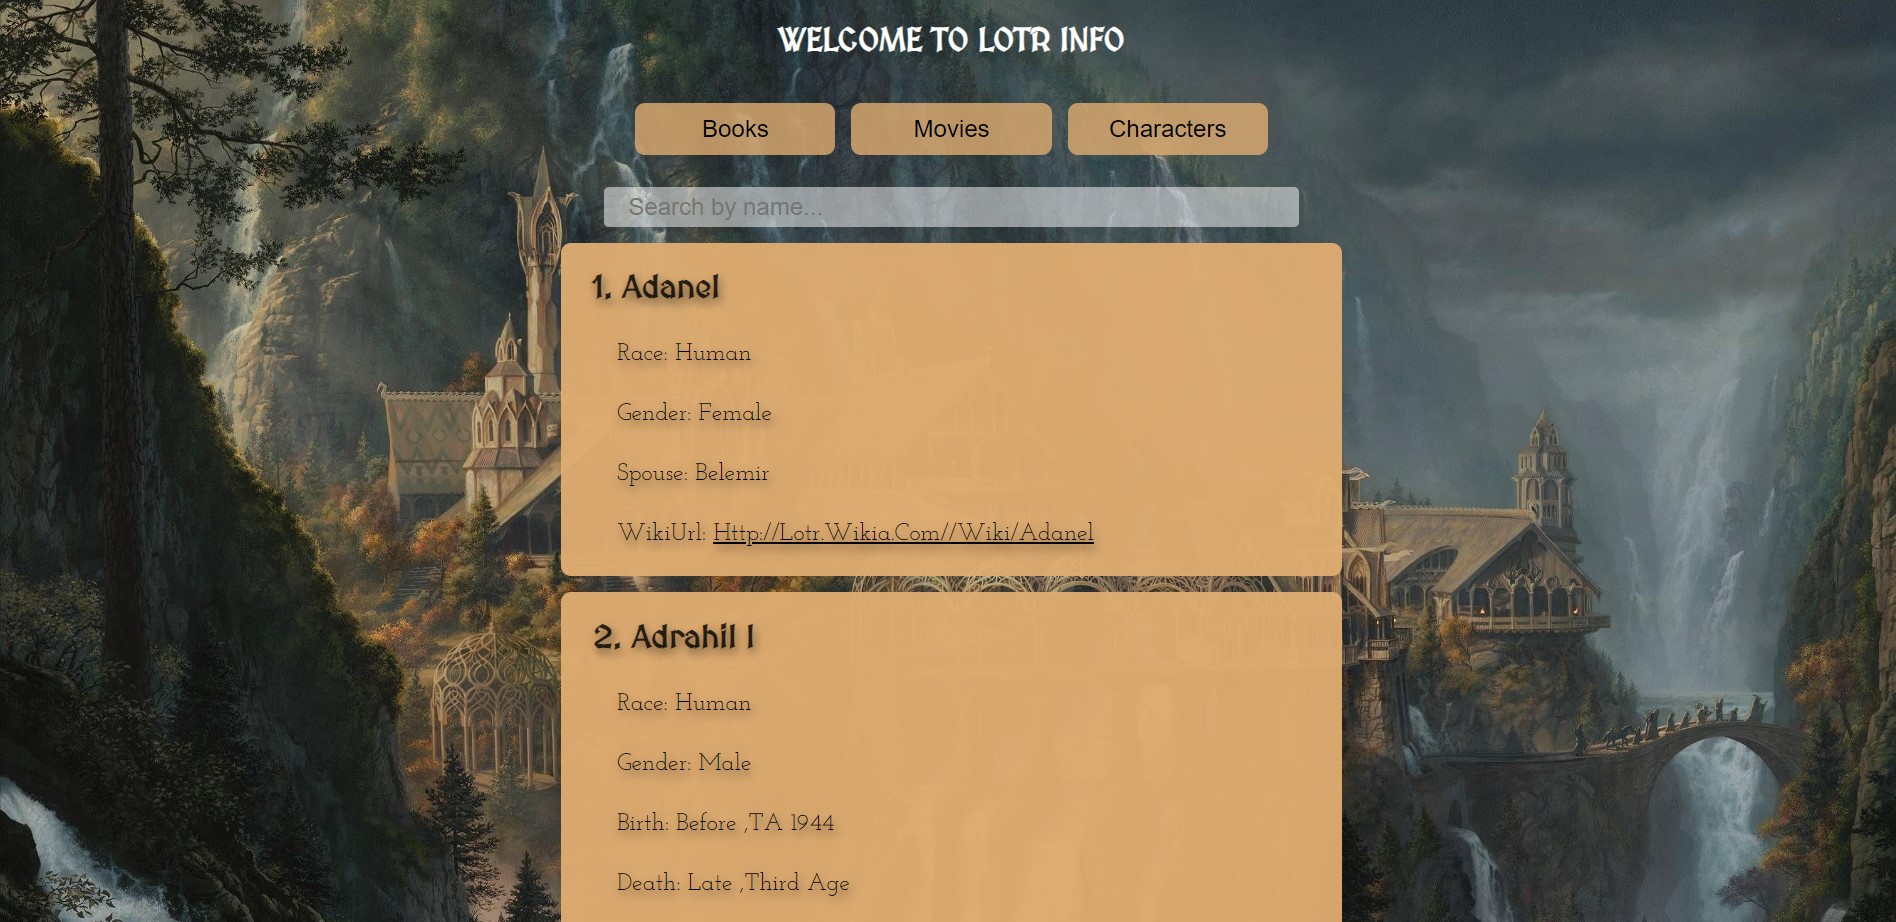 WELCOME TO LOTR INFO
Books
Movies
Characters
Search by name...
1. Adanel
Race: Human
Gender: Female
Spouse: Belemir
WikiUrl: Http://Lotr.Wikia.Com//Wiki/Adanel
2. Adrahil I
Race: Human
Gender: Male
Birth: Before ,TA 1944
Death: Late ,Third Age